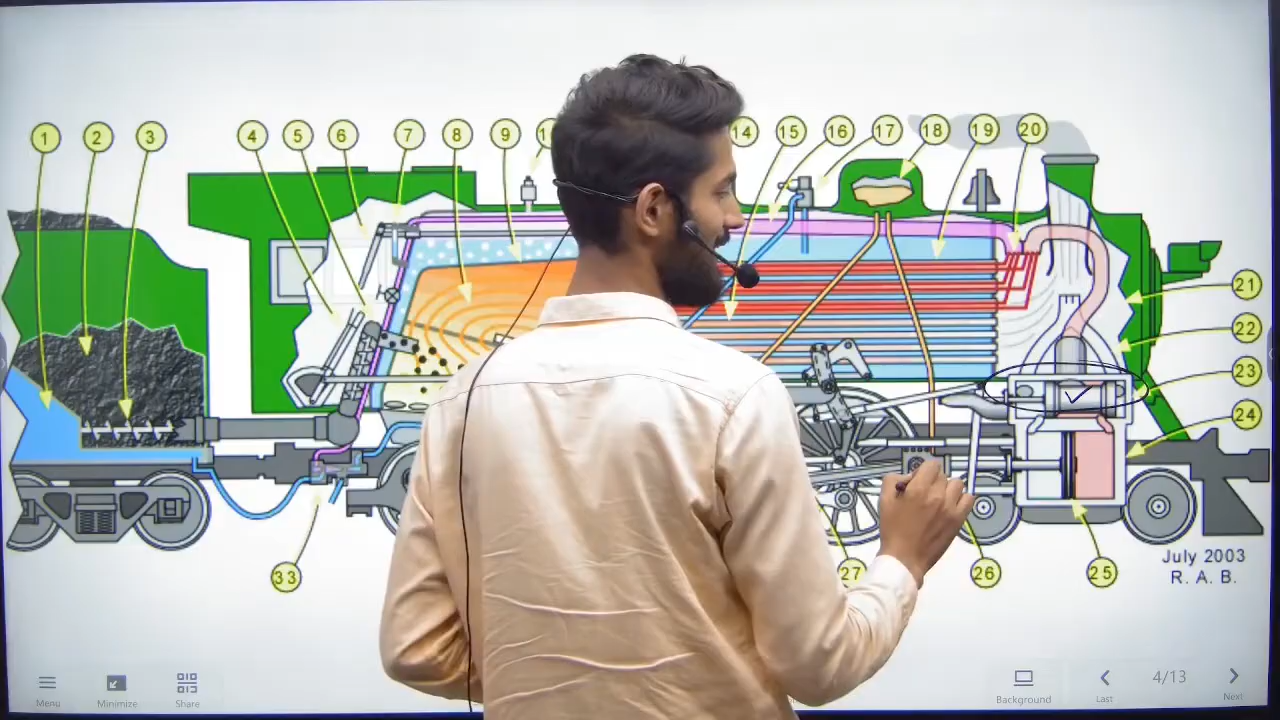 1 2 3 4 5 6 7 8 9 14 15 16 17 18 19 20
21
22
23
24
33 27 26 25
July 2003
R. A. B.
Menu Minimize Share Background Last 4/13 Next